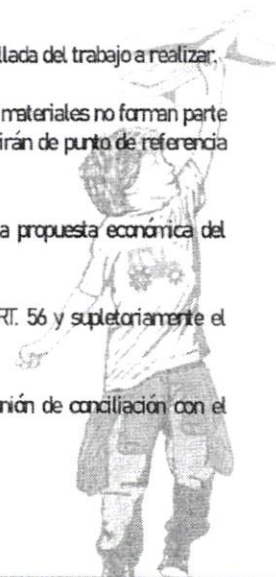 llada del trabajo a realizar,
materiales no forman parte
irán de punto de referencia
a propuesta económica del
RT. 56 y supletoriamente el
nión de conciliación con el